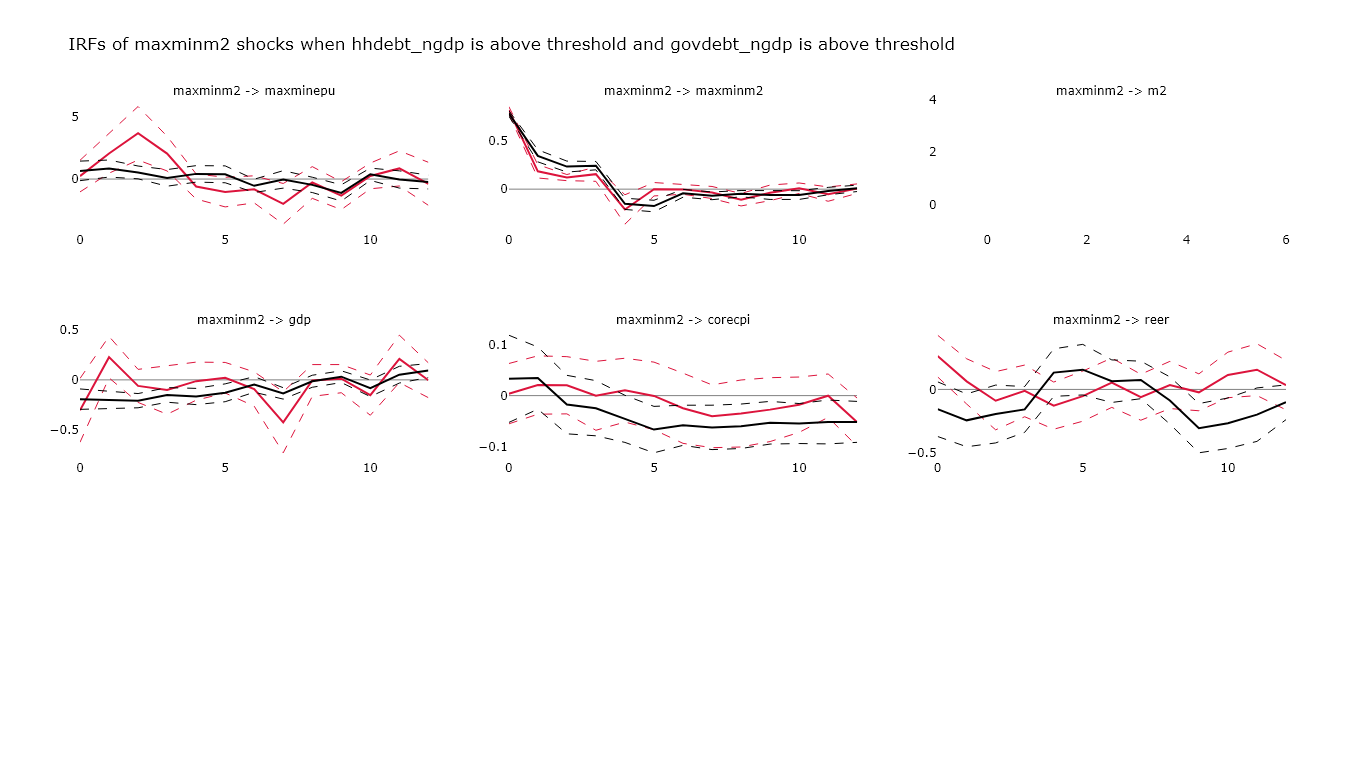 IRFs of maxminm2 shocks when hhdebt_ngdp is above threshold and govdebt_ngdp is above threshold
maxminm2 -> maxminepu
5
0
0 5 10
maxminm2 -> maxminm2
0.5
0
0 5 10
maxminm2 -> m2
4
2
0
0 2 4 6
maxminm2 -> gdp
0.5
0
−0.5
0 5 10
maxminm2 -> corecpi
0.1
0
−0.1
0 5 10
maxminm2 -> reer
0
−0.5
0 5 10